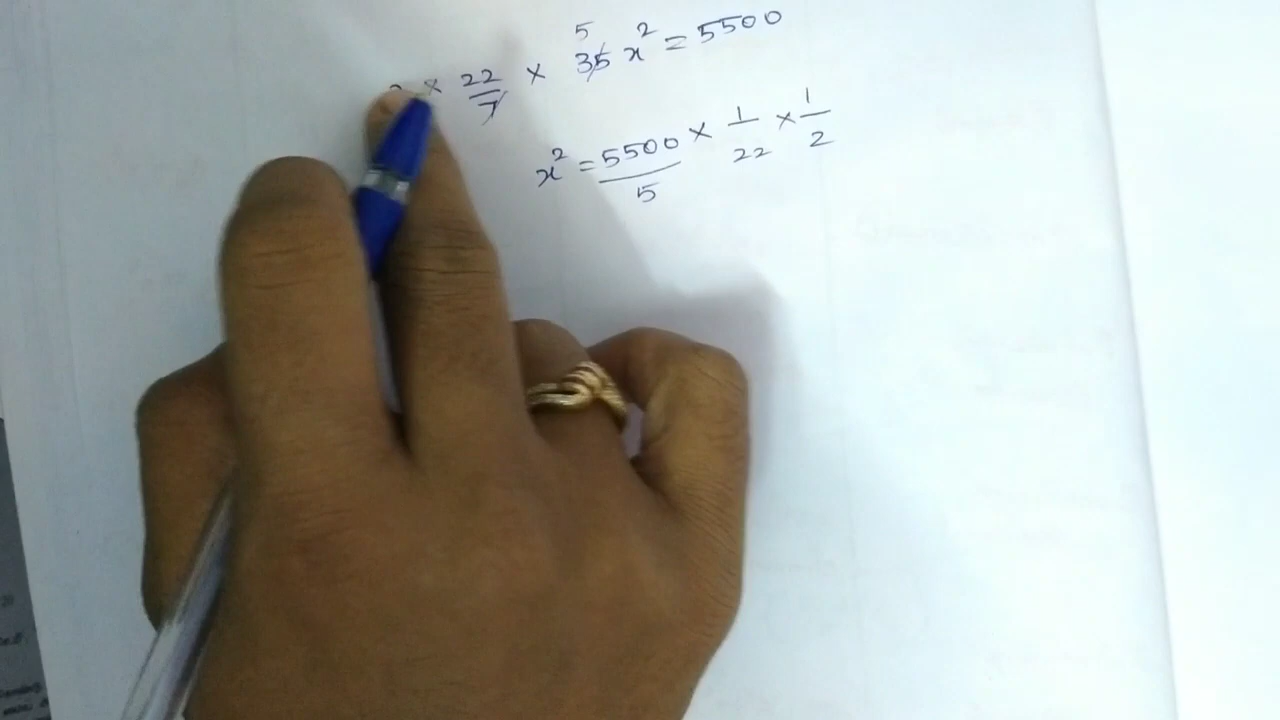 5
× 22/7 × 35 x² = 5500
x² = 5500/5 × 1/22 × 1/2